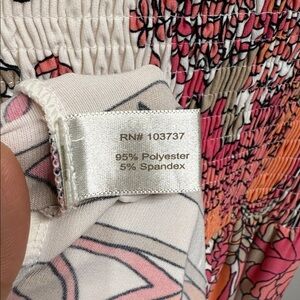 RN# 103737
95% Polyester
5% Spandex